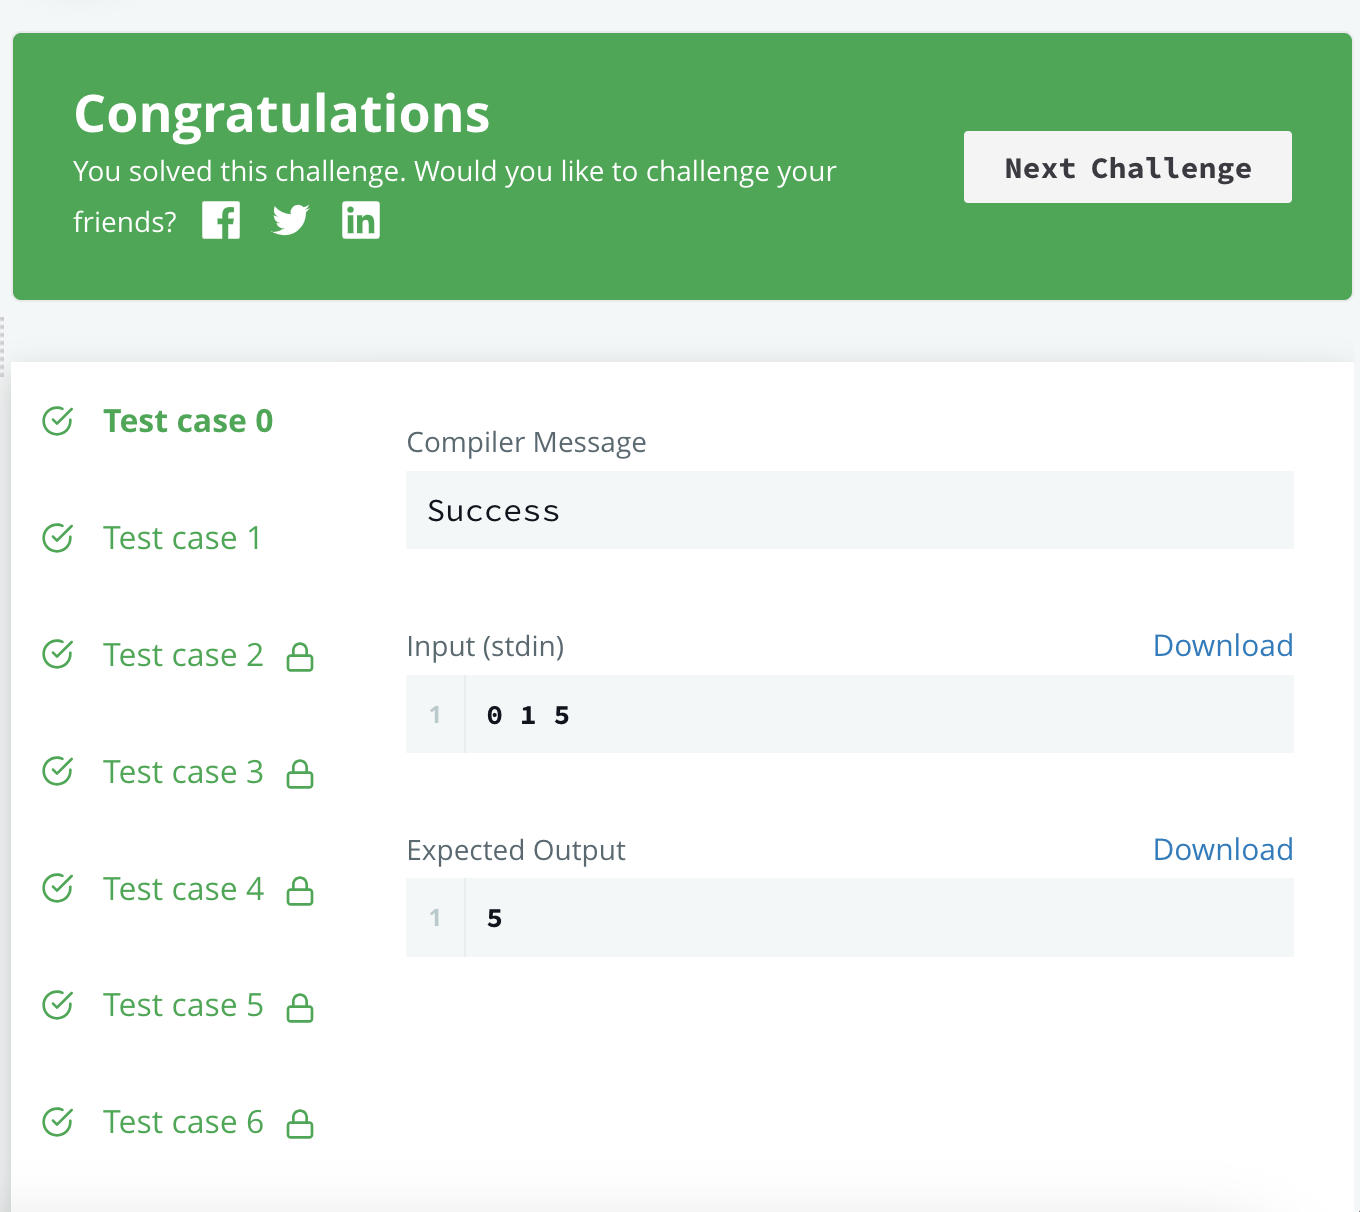 Congratulations
You solved this challenge. Would you like to challenge your
friends?
Next Challenge
Test case 0
Test case 1
Test case 2
Test case 3
Test case 4
Test case 5
Test case 6
Compiler Message
Success
Input (stdin)
Download
1 0 1 5
Expected Output
Download
1 5